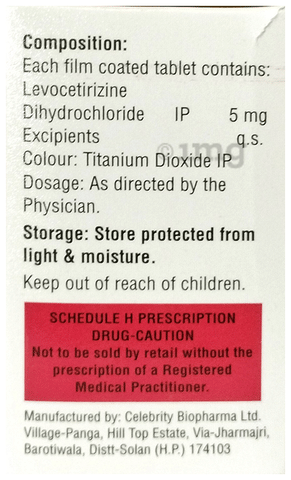 Composition:
Each film coated tablet contains:
Levocetirizine
Dihydrochloride IP 5 mg
Excipients q.s.
Colour: Titanium Dioxide IP
Dosage: As directed by the
Physician.
Storage: Store protected from
light & moisture.
Keep out of reach of children.
SCHEDULE H PRESCRIPTION
DRUG-CAUTION
Not to be sold by retail without the
prescription of a Registered
Medical Practitioner.
Manufactured by: Celebrity Biopharma Ltd.
Village-Panga, Hill Top Estate, Via-Jharmajri,
Barotiwala, Distt-Solan (H.P.) 174103
©1mg